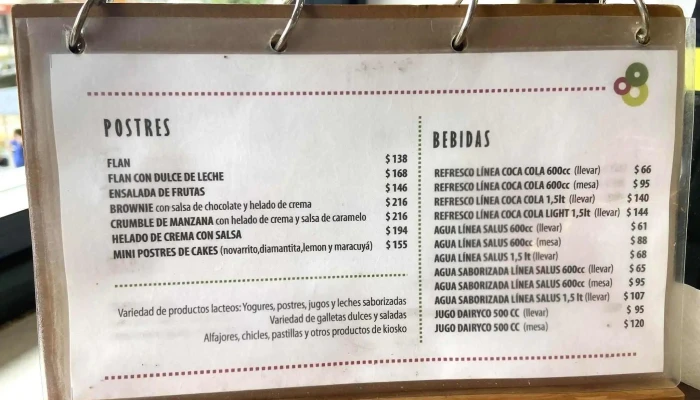 POSTRES
FLAN $ 138
FLAN CON DULCE DE LECHE $ 168
ENSALADA DE FRUTAS $ 146
BROWNIE con salsa de chocolate y helado de crema $ 216
CRUMBLE DE MANZANA con helado de crema y salsa de caramelo $ 216
HELADO DE CREMA CON SALSA $ 194
MINI POSTRES DE CAKES (novarrito,diamantita,lemon y maracuyá) $ 155
Variedad de productos lacteos: Yogures, postres, jugos y leches saborizadas
Variedad de galletas dulces y saladas
Alfajores, chicles, pastillas y otros productos de kiosko
BEBIDAS
REFRESCO LÍNEA COCA COLA 600cc (llevar) $ 66
REFRESCO LÍNEA COCA COLA 600cc (mesa) $ 95
REFRESCO LÍNEA COCA COLA 1,5lt (llevar) $ 140
REFRESCO LÍNEA COCA COLA LIGHT 1,5lt (llevar) $ 144
AGUA LÍNEA SALUS 600cc (llevar) $ 61
AGUA LÍNEA SALUS 600cc (mesa) $ 88
AGUA LÍNEA SALUS 1,5 lt (llevar) $ 68
AGUA SABORIZADA LÍNEA SALUS 600cc (llevar) $ 65
AGUA SABORIZADA LÍNEA SALUS 600cc (mesa) $ 95
AGUA SABORIZADA LÍNEA SALUS 1,5 lt (llevar) $ 107
JUGO DAIRYCO 500 CC (llevar) $ 95
JUGO DAIRYCO 500 CC (mesa) $ 120